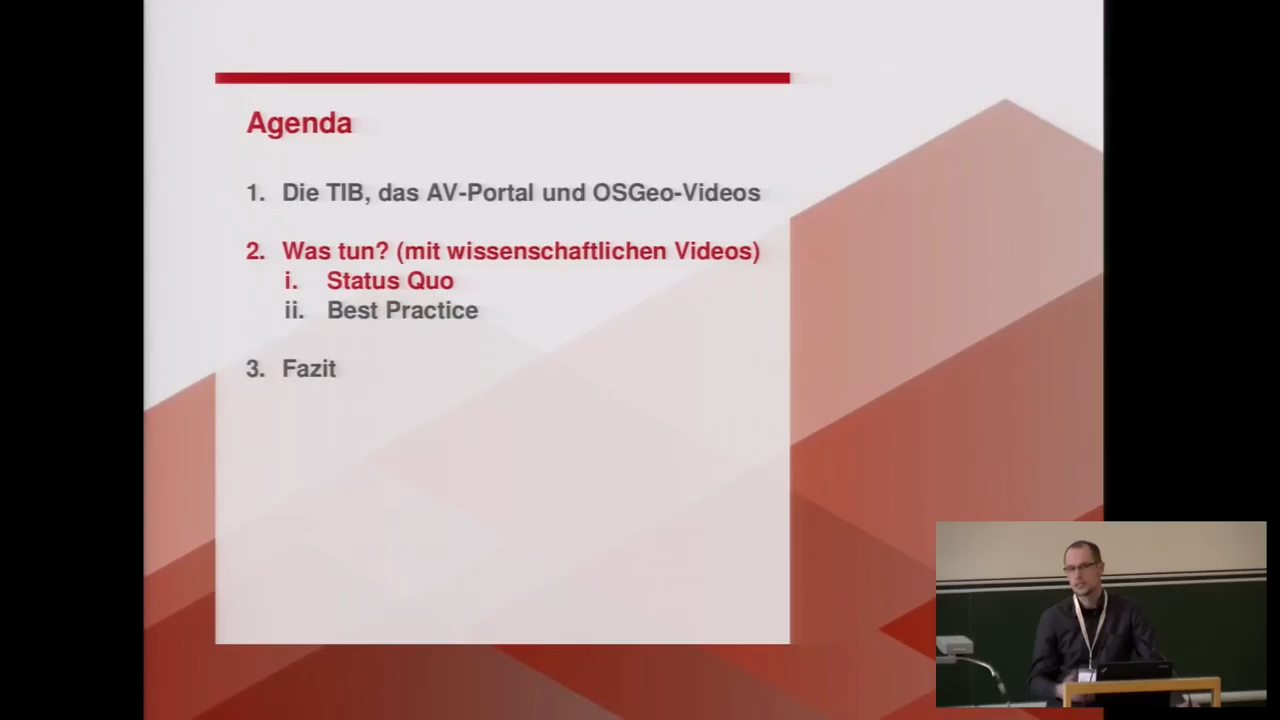 Agenda
1. Die TIB, das AV-Portal und OSGeo-Videos
2. Was tun? (mit wissenschaftlichen Videos)
i. Status Quo
ii. Best Practice
3. Fazit